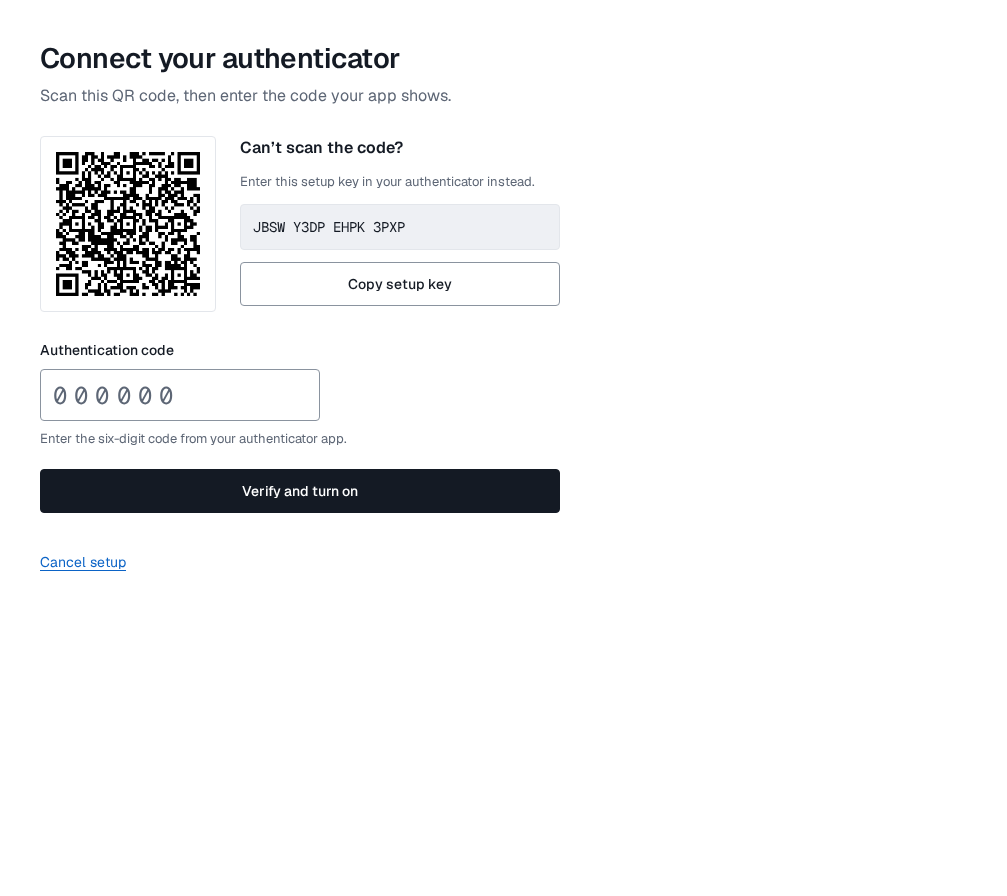 Connect your authenticator
Scan this QR code, then enter the code your app shows.
Can’t scan the code?
Enter this setup key in your authenticator instead.
JBSW Y3DP EHPK 3PXP
Copy setup key
Authentication code
000000
Enter the six-digit code from your authenticator app.
Verify and turn on
Cancel setup